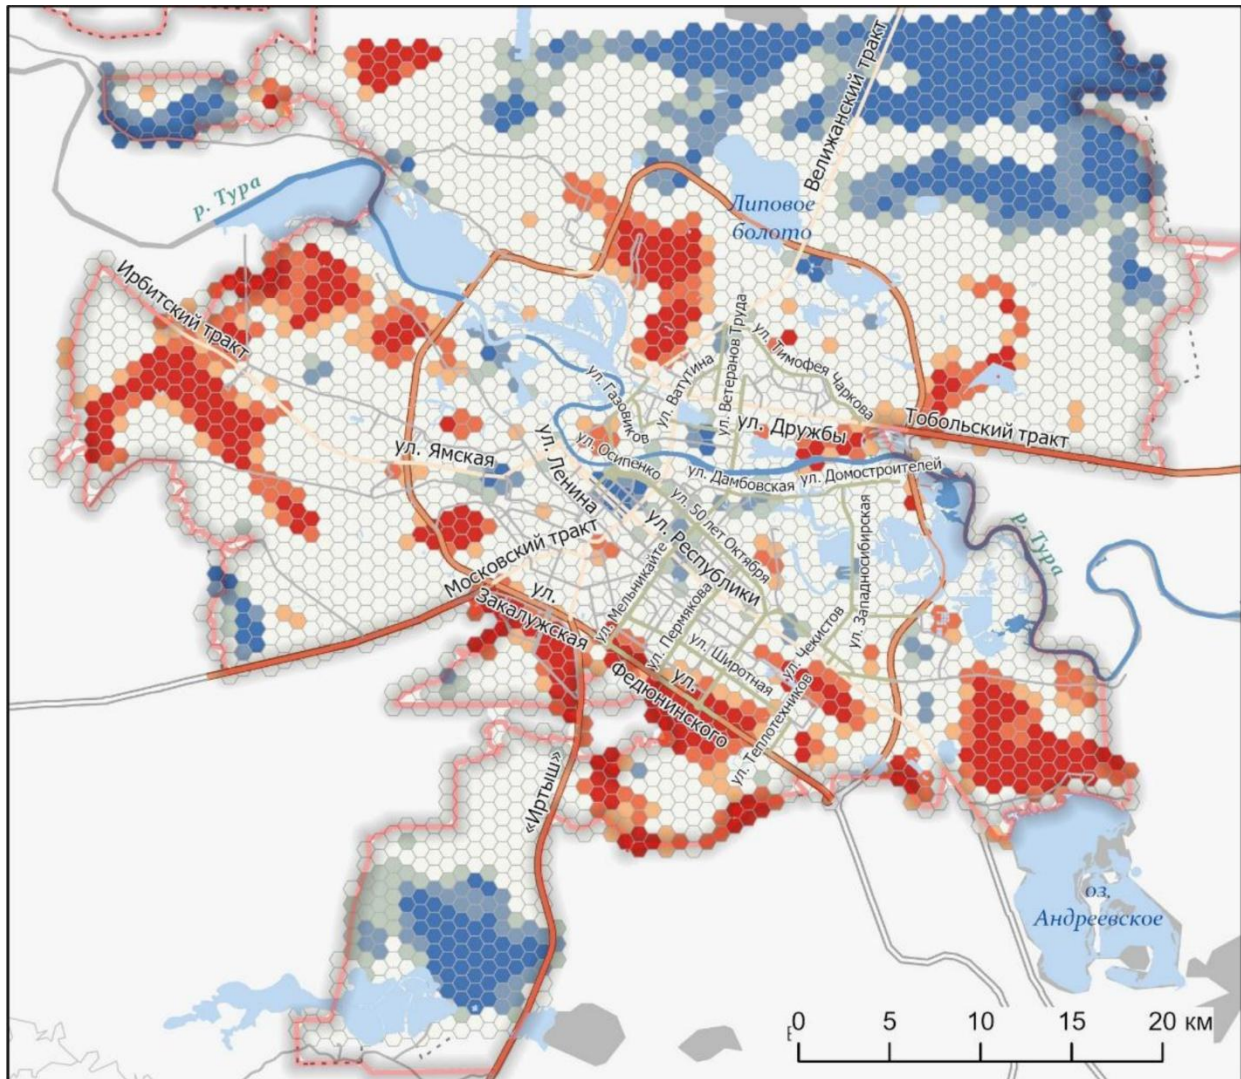 Велижанский тракт
р. Тура
Липовое
болото
Ирбитский тракт
ул. Ветеранов Труда
ул. Тимофея Чаркова
ул. Ватутина
ул. Газовиков
ул. Дружбы
Тобольский тракт
ул. Ямская
ул. Ленина
ул. Осипенко
ул. Дамбовская
ул. Домостроителей
ул. 50 лет Октября
ул. Республики
ул. Западносибирская
р. Тура
Московский тракт
ул.
Закалужская
ул. Мельникайте
ул. Пермякова
ул. Широтная
ул. Чекистов
ул.
Федюнинского
ул. Теплотехников
«Иртыш»
оз.
Андреевское
0 5 10 15 20 км